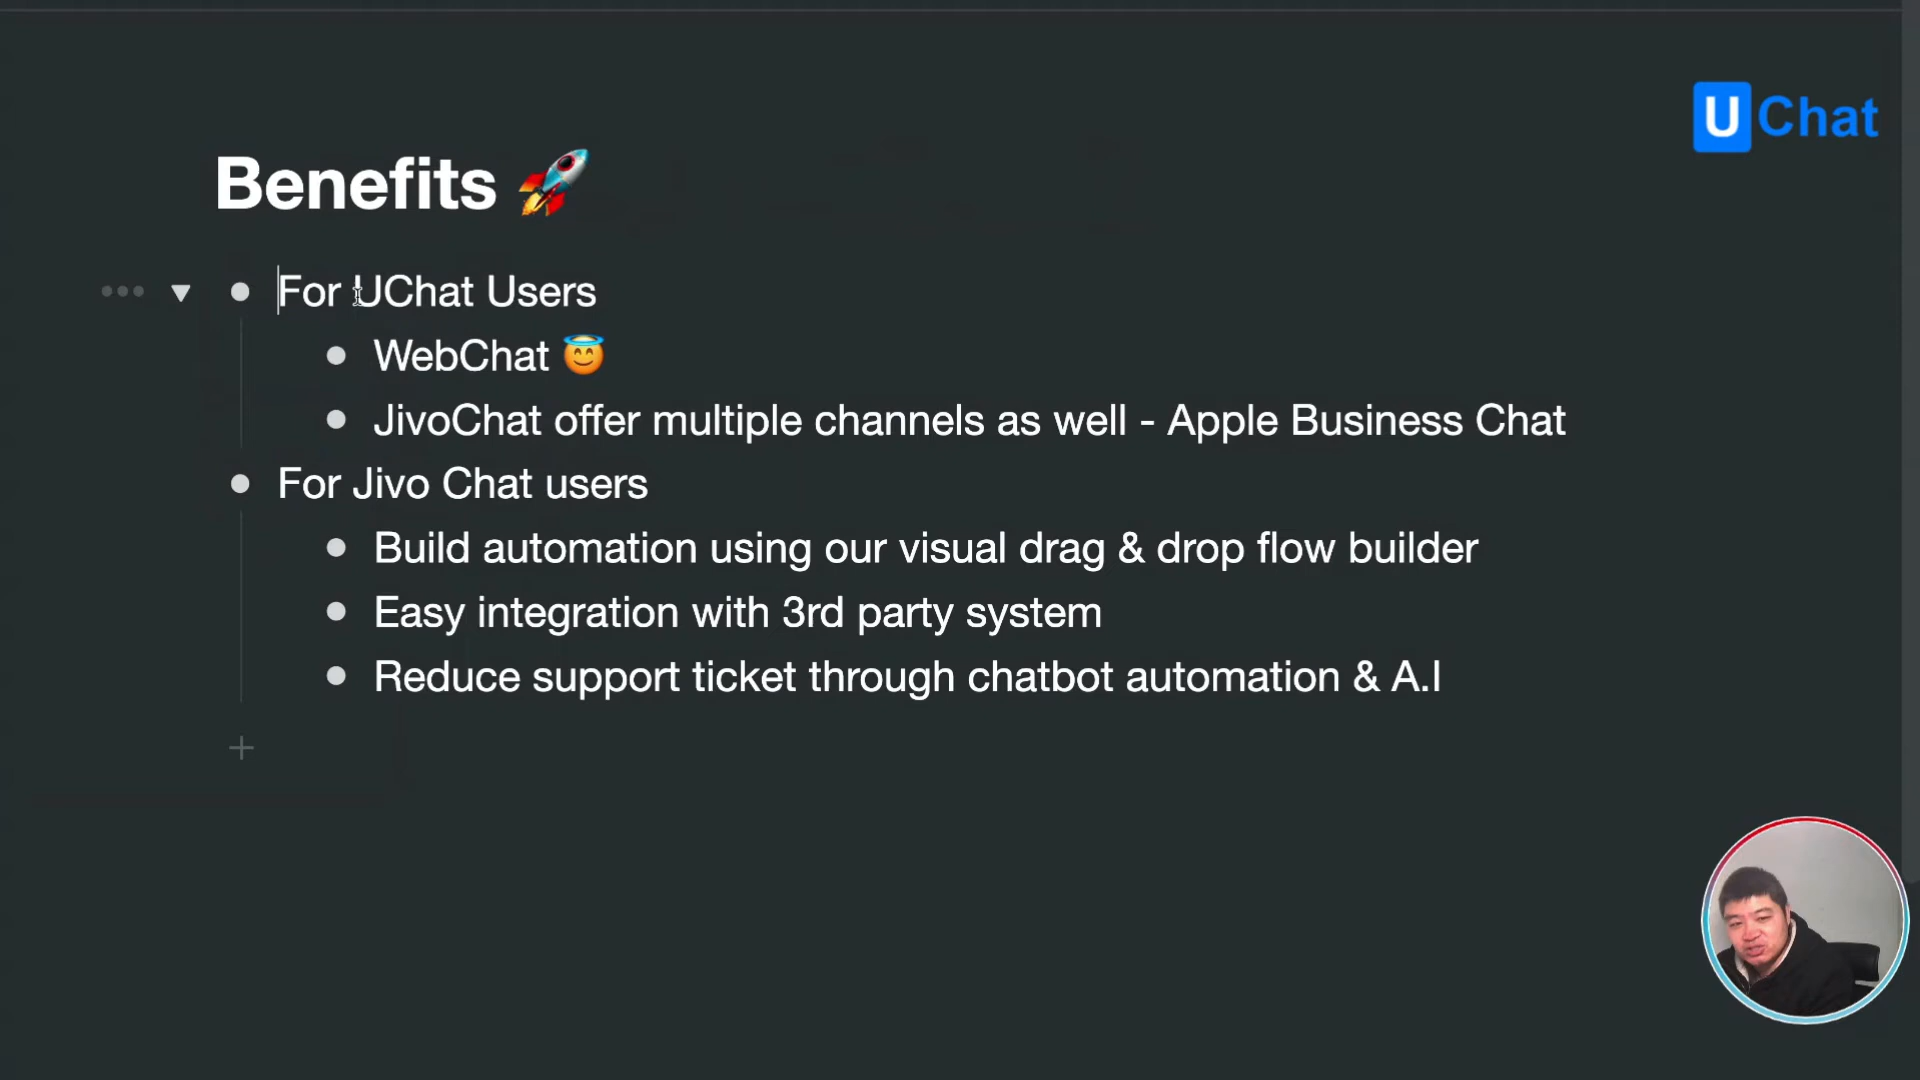 U Chat
Benefits 🚀
For UChat Users
WebChat 😇
JivoChat offer multiple channels as well - Apple Business Chat
For Jivo Chat users
Build automation using our visual drag & drop flow builder
Easy integration with 3rd party system
Reduce support ticket through chatbot automation & A.I